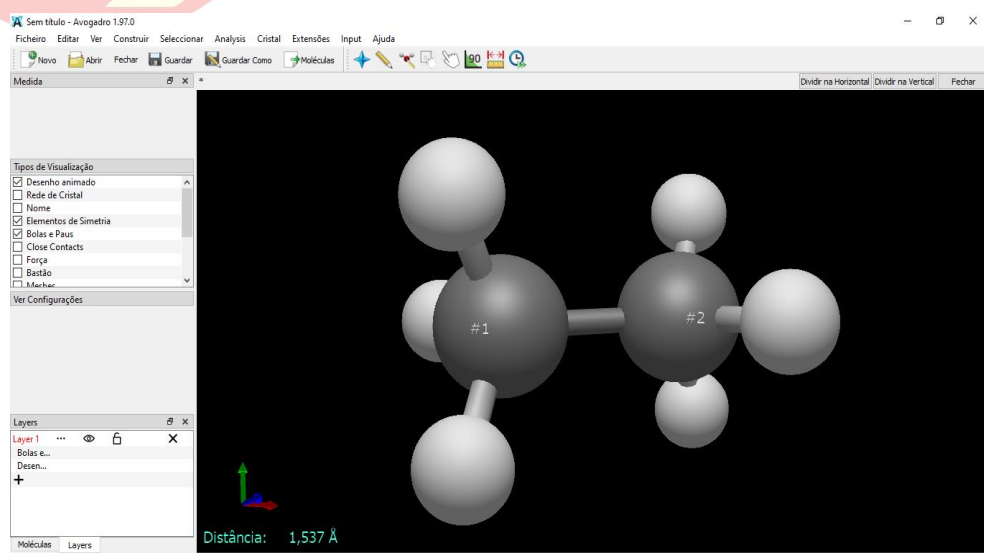 Sem título - Avogadro 1.97.0
Ficheiro Editar Ver Construir Seleccionar Analysis Cristal Extensões Input Ajuda
Novo Abrir Fechar Guardar Guardar Como Moléculas 90
Medida
Dividir na Horizontal Dividir na Vertical Fechar
Tipos de Visualização
Desenho animado
Rede de Cristal
Nome
Elementos de Simetria
Bolas e Paus
Close Contacts
Força
Bastão
Ver Configurações
#1
#2
Layers
Layer 1 ...
Bolas e...
Desen...
Moléculas Layers
Distância: 1,537 Å